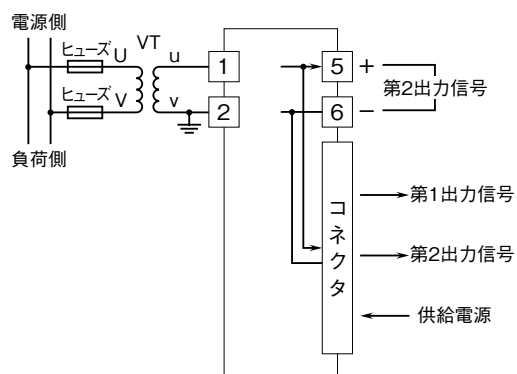 電源側
ヒューズ U VT u 1
ヒューズ V v 2
負荷側
5 +
第2出力信号
6 −
コネクタ
第1出力信号
第2出力信号
供給電源